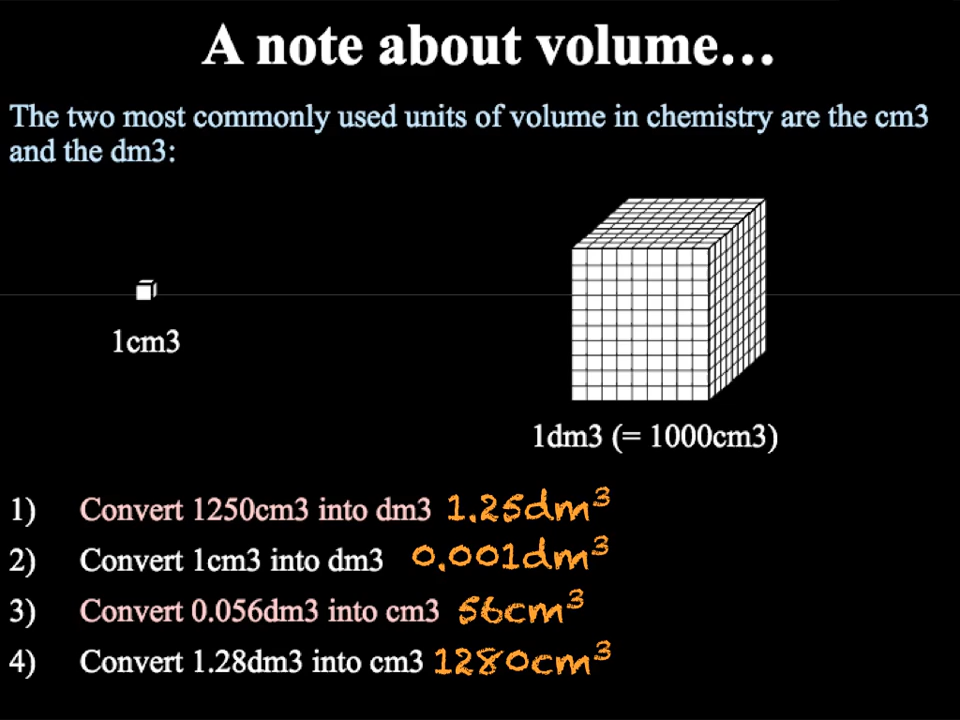 A note about volume...
The two most commonly used units of volume in chemistry are the cm3
and the dm3:
1cm3
1dm3 (= 1000cm3)
1) Convert 1250cm3 into dm3 1.25dm³
2) Convert 1cm3 into dm3 0.001dm³
3) Convert 0.056dm3 into cm3 56cm³
4) Convert 1.28dm3 into cm3 1280cm³